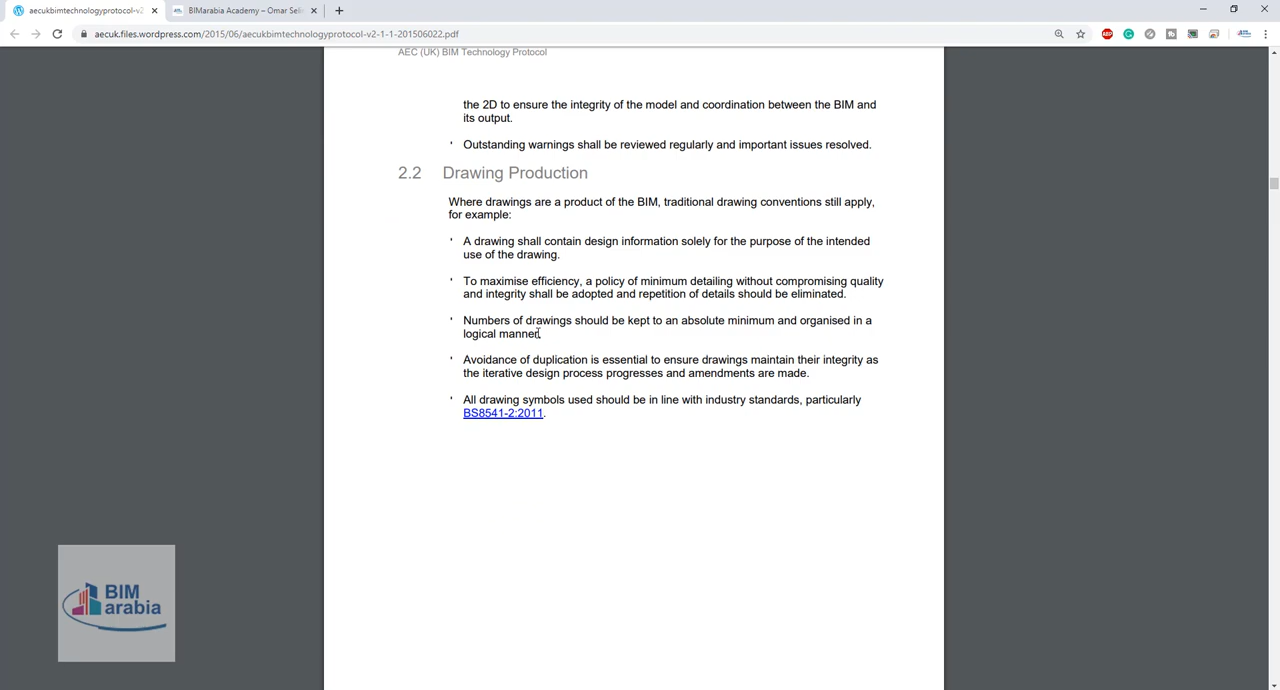 aecukbimtechnologyprotocol-v2
BIMarabia Academy – Omar Seli
aecuk.files.wordpress.com/2015/06/aecukbimtechnologyprotocol-v2-1-1-201506022.pdf
AEC (UK) BIM Technology Protocol
the 2D to ensure the integrity of the model and coordination between the BIM and
its output.
Outstanding warnings shall be reviewed regularly and important issues resolved.
2.2 Drawing Production
Where drawings are a product of the BIM, traditional drawing conventions still apply,
for example:
A drawing shall contain design information solely for the purpose of the intended
use of the drawing.
To maximise efficiency, a policy of minimum detailing without compromising quality
and integrity shall be adopted and repetition of details should be eliminated.
Numbers of drawings should be kept to an absolute minimum and organised in a
logical manner.
Avoidance of duplication is essential to ensure drawings maintain their integrity as
the iterative design process progresses and amendments are made.
All drawing symbols used should be in line with industry standards, particularly
BS8541-2:2011.
BIM
arabia